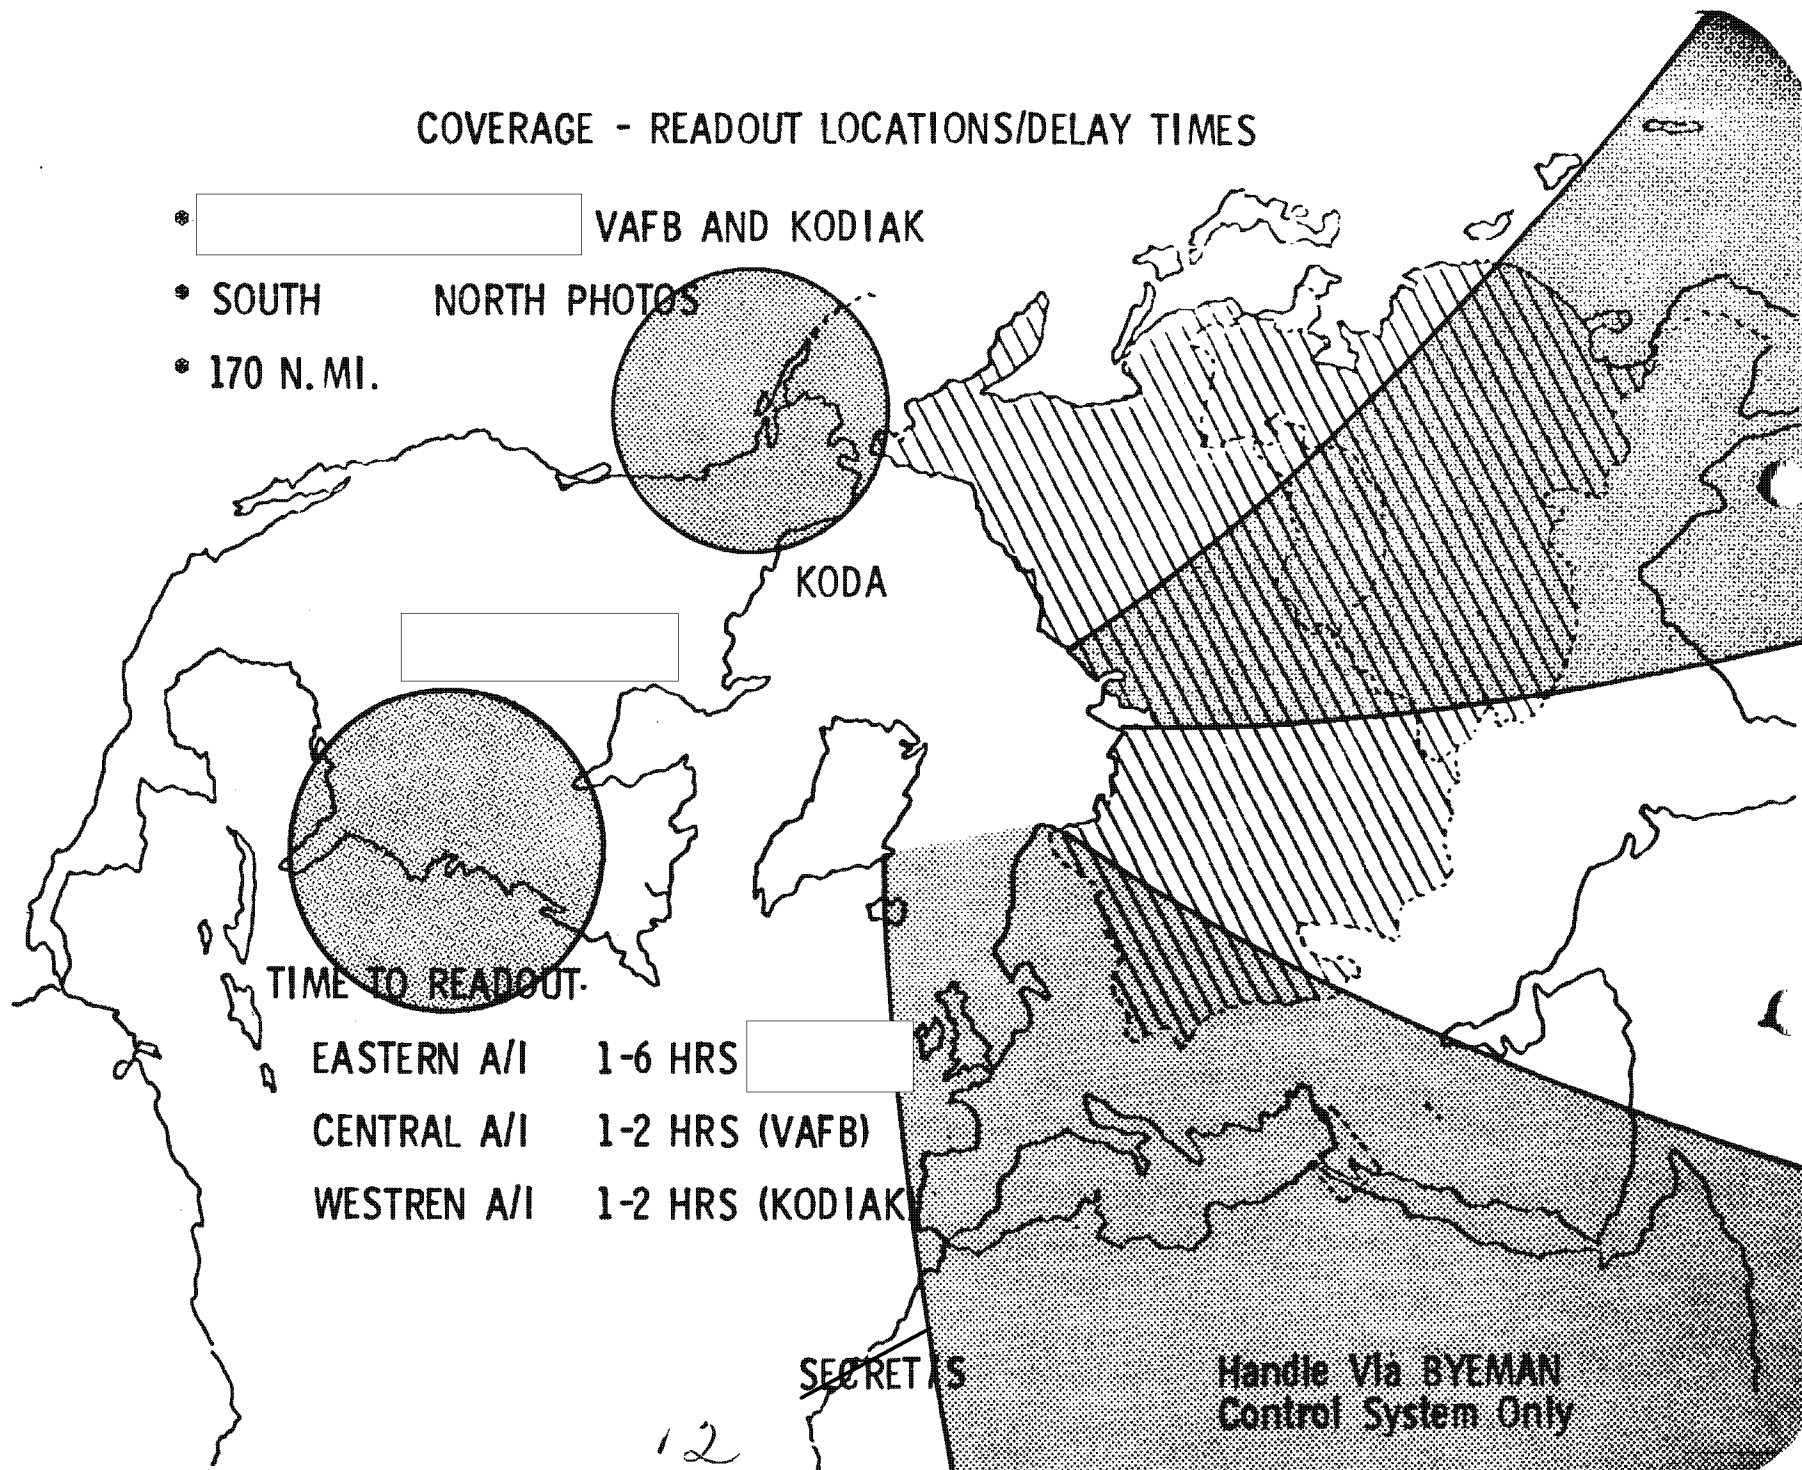 COVERAGE - READOUT LOCATIONS/DELAY TIMES
* VAFB AND KODIAK
* SOUTH NORTH PHOTOS
* 170 N.MI.
KODA
TIME TO READOUT
EASTERN A/I 1-6 HRS
CENTRAL A/I 1-2 HRS (VAFB)
WESTREN A/I 1-2 HRS (KODIAK)
SECRET/S
Handle Via BYEMAN
Control System Only
12